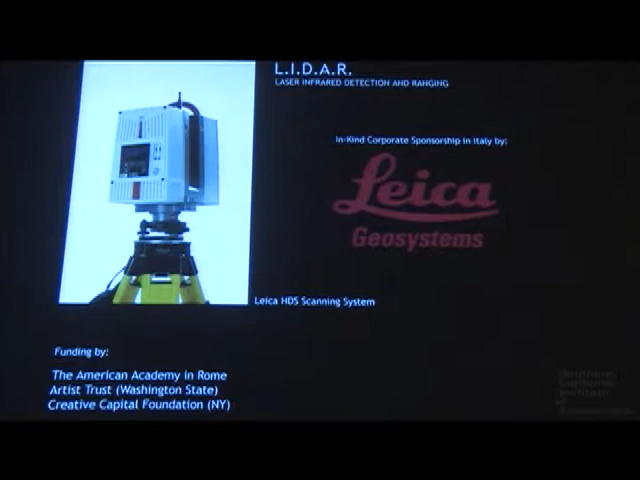 L.I.D.A.R.
LASER INFRARED DETECTION AND RANGING
In-Kind Corporate Sponsorship in Italy by:
Leica
Geosystems
Leica HDS Scanning System
Funding by:
The American Academy in Rome
Artist Trust (Washington State)
Creative Capital Foundation (NY)